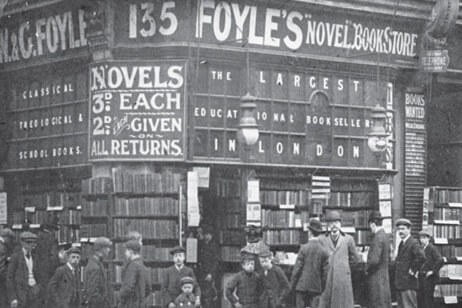 W. & G. FOYLE
135
FOYLE'S NOVEL BOOKSTORE
CLASSICAL
THEOLOGICAL &
SCHOOL BOOKS.
NOVELS
3D. EACH
2D. GIVEN
ON
ALL RETURNS.
THE LARGEST
EDUCATIONAL BOOKSELLERS
IN LONDON
BOOKS
WANTED